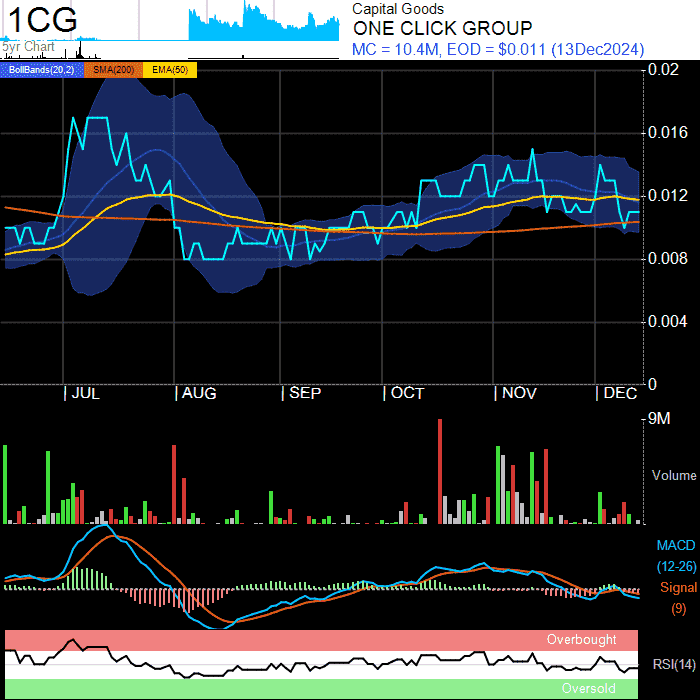 1CG
5yr Chart
Capital Goods
ONE CLICK GROUP
MC = 10.4M, EOD = $0.011 (13Dec2024)
BollBands(20,2) SMA(200) EMA(50)
0.02
0.016
0.012
0.008
0.004
0
JUL AUG SEP OCT NOV DEC
9M
Volume
MACD
(12-26)
Signal
(9)
Overbought
RSI(14)
Oversold